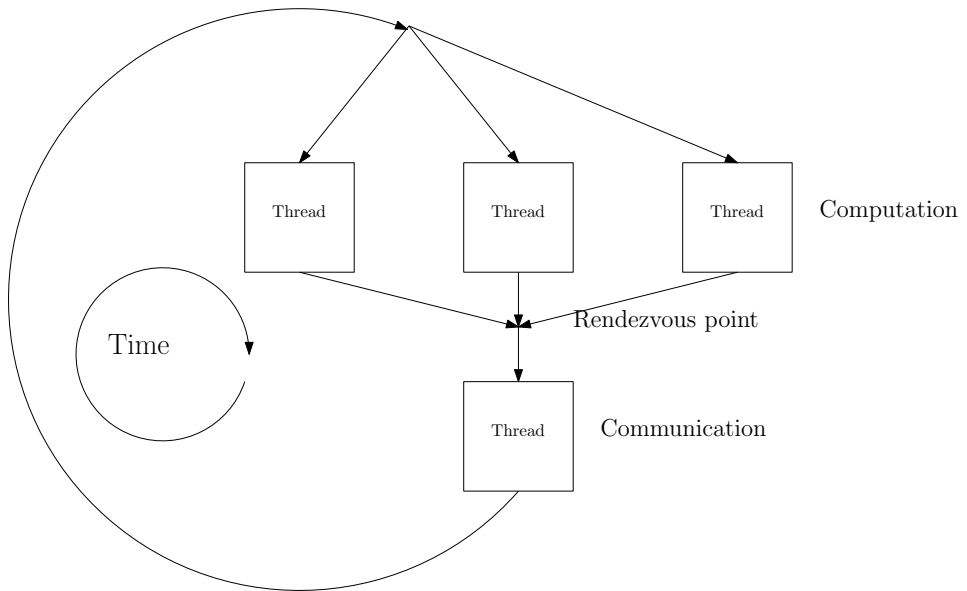 Thread
Thread
Thread
Computation
Rendezvous point
Time
Thread
Communication